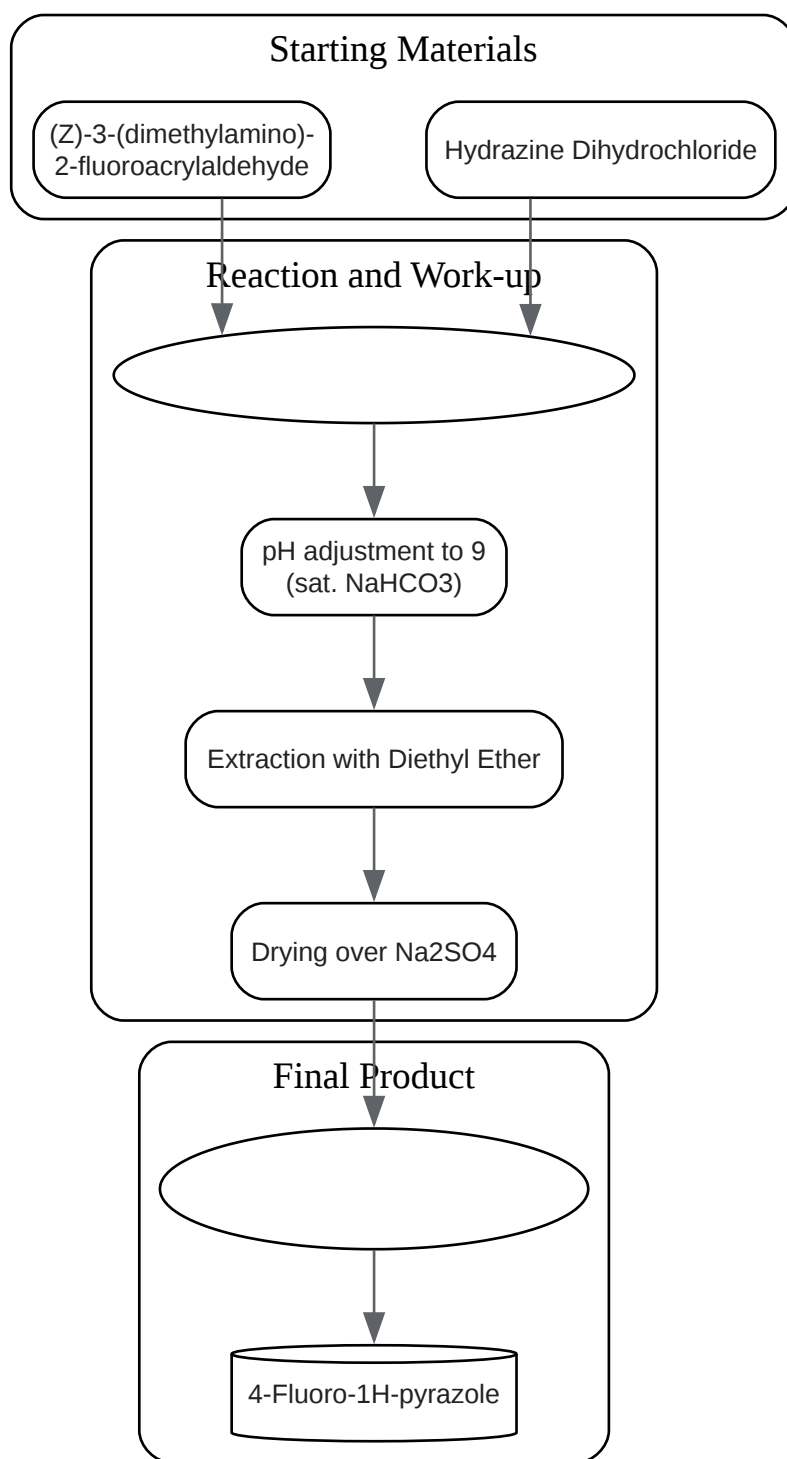 Starting Materials
(Z)-3-(dimethylamino)-
2-fluoroacrylaldehyde
Hydrazine Dihydrochloride
Reaction and Work-up
pH adjustment to 9
(sat. NaHCO3)
Extraction with Diethyl Ether
Drying over Na2SO4
Final Product
4-Fluoro-1H-pyrazole